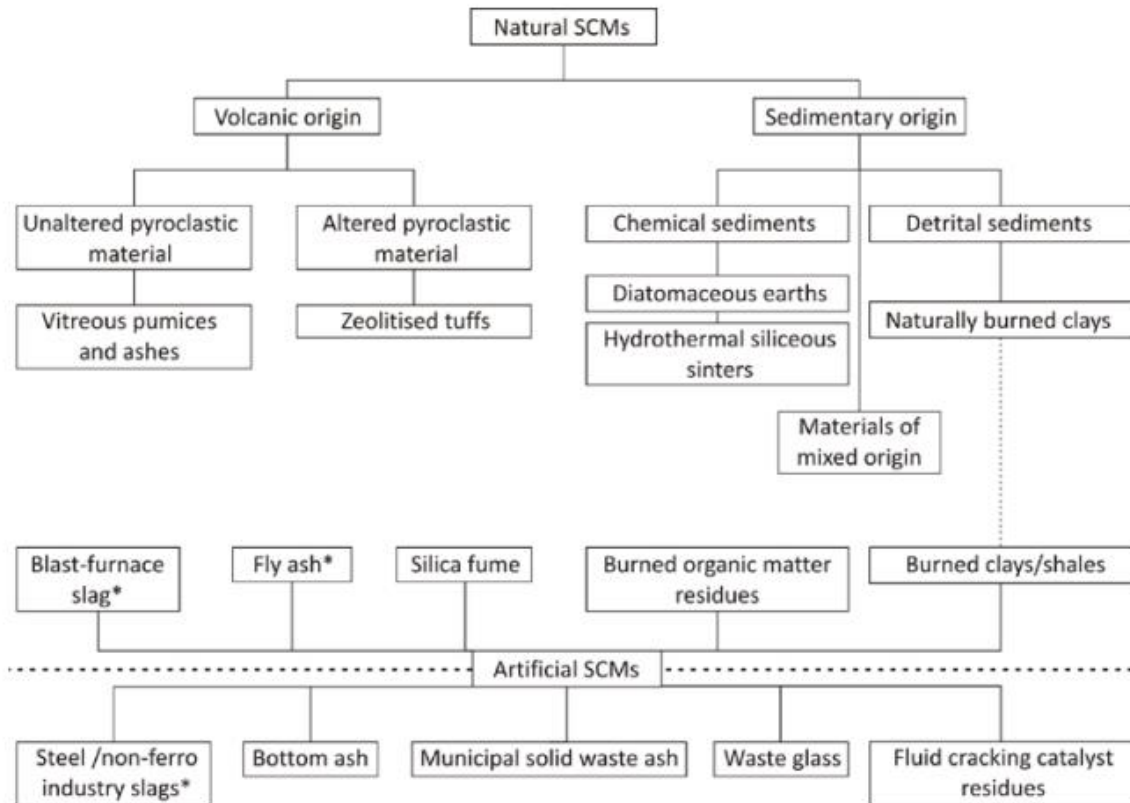 Natural SCMs
Volcanic origin
Sedimentary origin
Unaltered pyroclastic
material
Altered pyroclastic
material
Chemical sediments
Detrital sediments
Vitreous pumices
and ashes
Zeolitised tuffs
Diatomaceous earths
Hydrothermal siliceous
sinters
Naturally burned clays
Materials of
mixed origin
Blast-furnace
slag*
Fly ash*
Silica fume
Burned organic matter
residues
Burned clays/shales
Artificial SCMs
Steel /non-ferro
industry slags*
Bottom ash
Municipal solid waste ash
Waste glass
Fluid cracking catalyst
residues